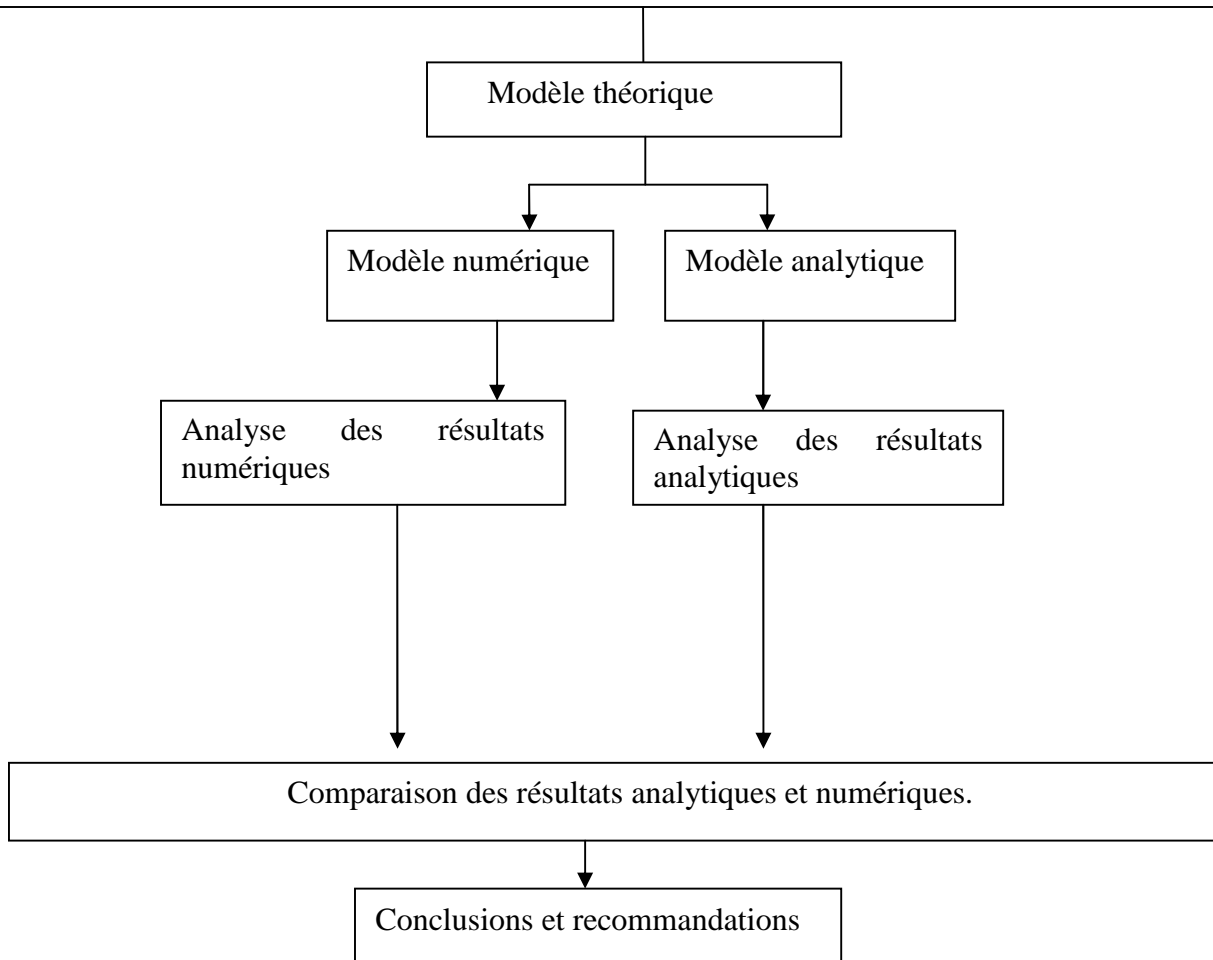 Modèle théorique
Modèle numérique
Modèle analytique
Analyse des résultats
numériques
Analyse des résultats
analytiques
Comparaison des résultats analytiques et numériques.
Conclusions et recommandations